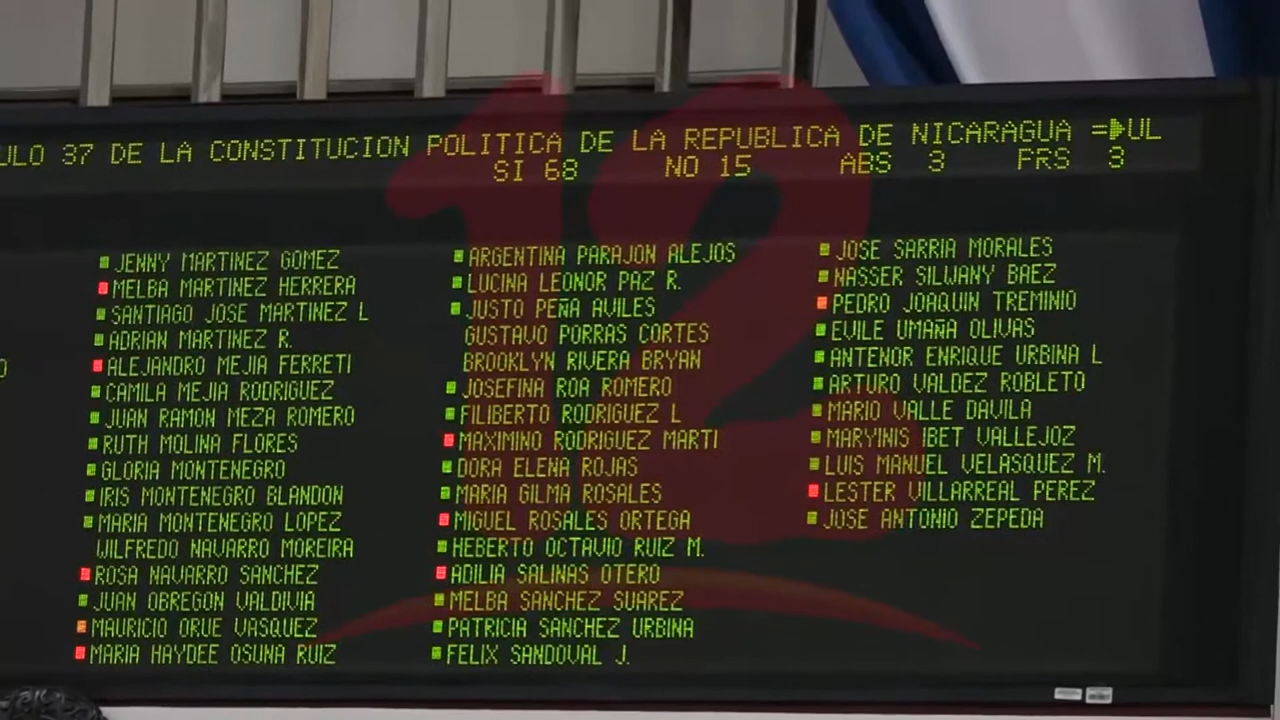 ULO 37 DE LA CONSTITUCION POLITICA DE LA REPUBLICA DE NICARAGUA = UL
SI 68 NO 15 ABS 3 FRS 3
JENNY MARTINEZ GOMEZ
MELBA MARTINEZ HERRERA
SANTIAGO JOSE MARTINEZ L
ADRIAN MARTINEZ R.
ALEJANDRO MEJIA FERRETI
CAMILA MEJIA RODRIGUEZ
JUAN RAMON MEZA ROMERO
RUTH MOLINA FLORES
GLORIA MONTENEGRO
IRIS MONTENEGRO BLANDON
MARIA MONTENEGRO LOPEZ
WILFREDO NAVARRO MOREIRA
ROSA NAVARRO SANCHEZ
JUAN OBREGON VALDIVIA
MAURICIO ORUE VASQUEZ
MARIA HAYDEE OSUNA RUIZ
ARGENTINA PARAJON ALEJOS
LUCINA LEONOR PAZ R.
JUSTO PEÑA AVILES
GUSTAVO PORRAS CORTES
BROOKLYN RIVERA BRYAN
JOSEFINA ROA ROMERO
FILIBERTO RODRIGUEZ L
MAXIMINO RODRIGUEZ MARTI
DORA ELENA ROJAS
MARIA GILMA ROSALES
MIGUEL ROSALES ORTEGA
HEBERTO OCTAVIO RUIZ M.
ADILIA SALINAS OTERO
MELBA SANCHEZ SUAREZ
PATRICIA SANCHEZ URBINA
FELIX SANDOVAL J.
JOSE SARRIA MORALES
NASSER SILWANY BAEZ
PEDRO JOAQUIN TREMINIO
EVILE UMAÑA OLIVAS
ANTENOR ENRIQUE URBINA L
ARTURO VALDEZ ROBLETO
MARIO VALLE DAVILA
MARYINIS IBET VALLEJOZ
LUIS MANUEL VELASQUEZ M.
LESTER VILLARREAL PEREZ
JOSE ANTONIO ZEPEDA
12